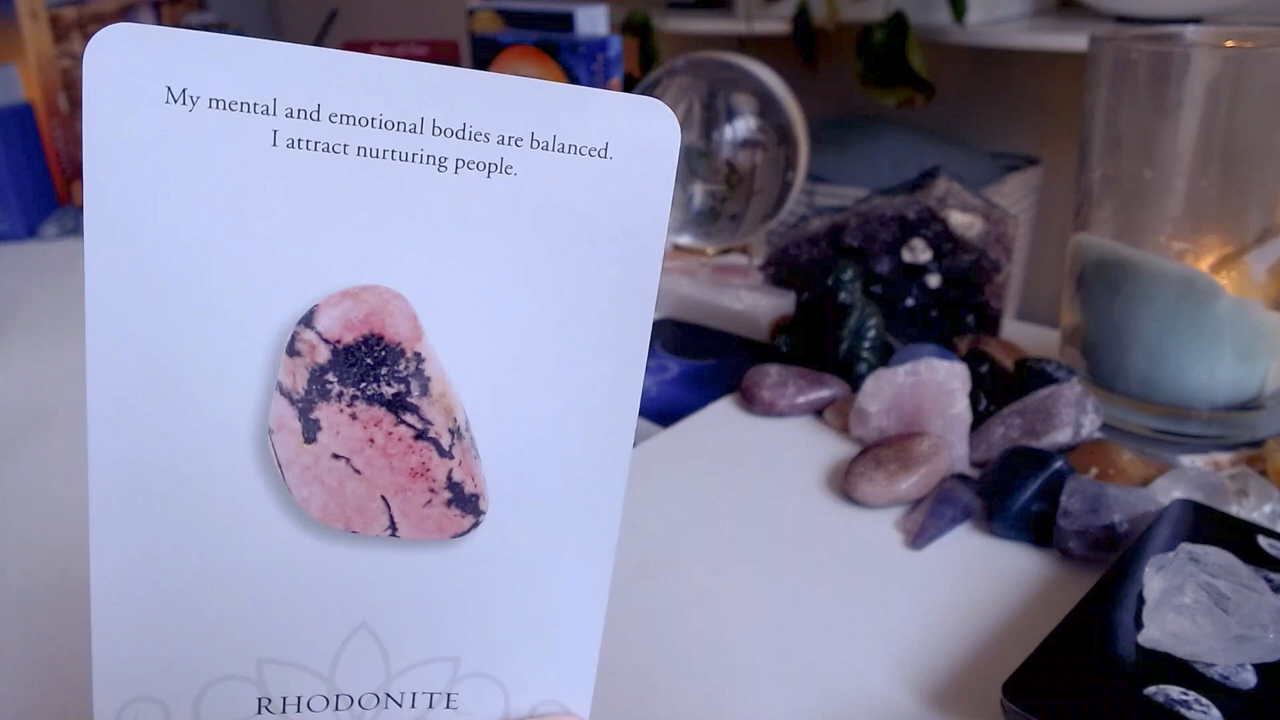 My mental and emotional bodies are balanced.
I attract nurturing people.
RHODONITE